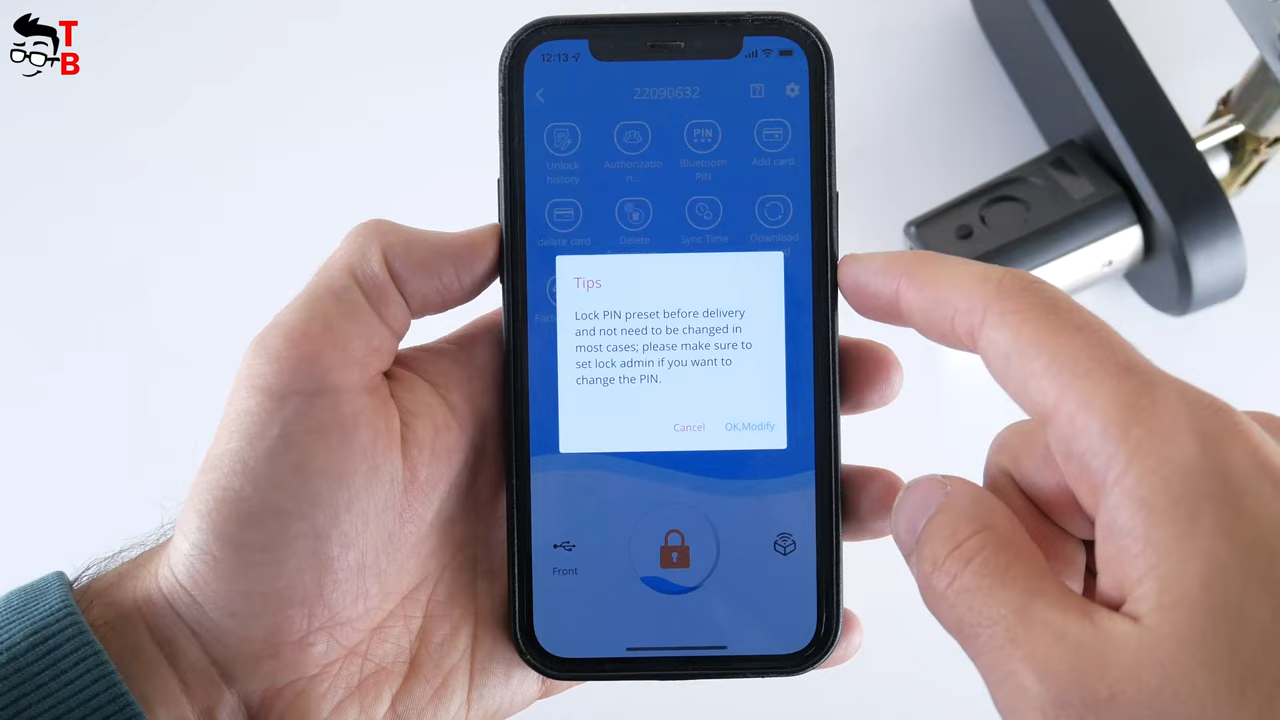 T
B
12:13
22090632
Unlock
history
Authorizatio
n...
PIN
Bluetooth
PIN
Add card
delete card
Delete
Sync Time
Download
Tips
Lock PIN preset before delivery
and not need to be changed in
most cases; please make sure to
set lock admin if you want to
change the PIN.
Cancel
OK,Modify
Front